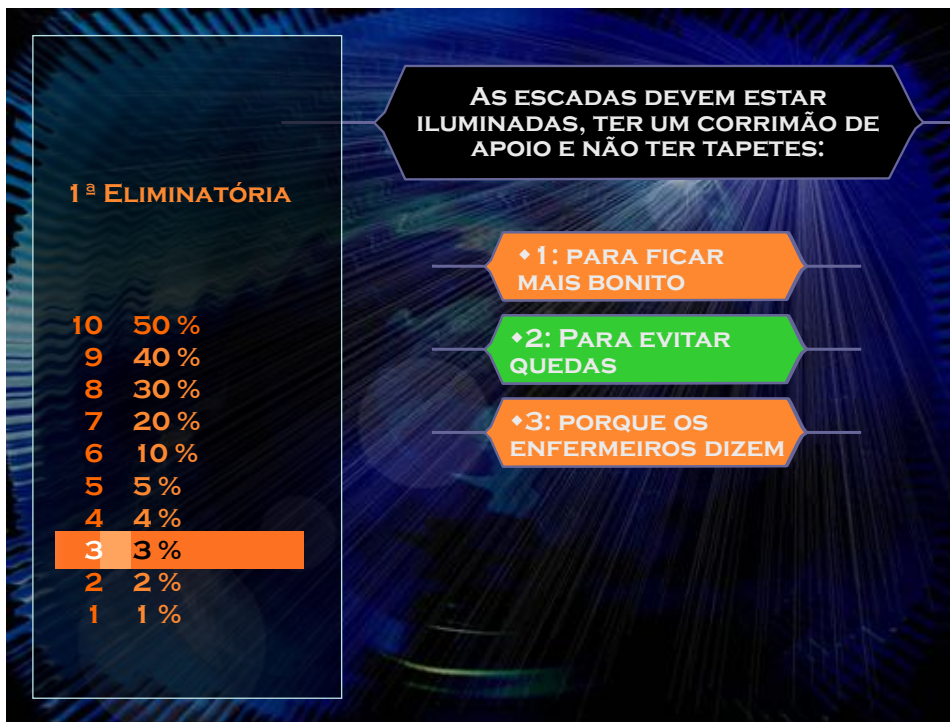 As escadas devem estar
iluminadas, ter um corrimão de
apoio e não ter tapetes:
1ª Eliminatória
◆1: para ficar
mais bonito
◆2: Para evitar
quedas
◆3: porque os
enfermeiros dizem
10 50 %
9 40 %
8 30 %
7 20 %
6 10 %
5 5 %
4 4 %
3 3 %
2 2 %
1 1 %